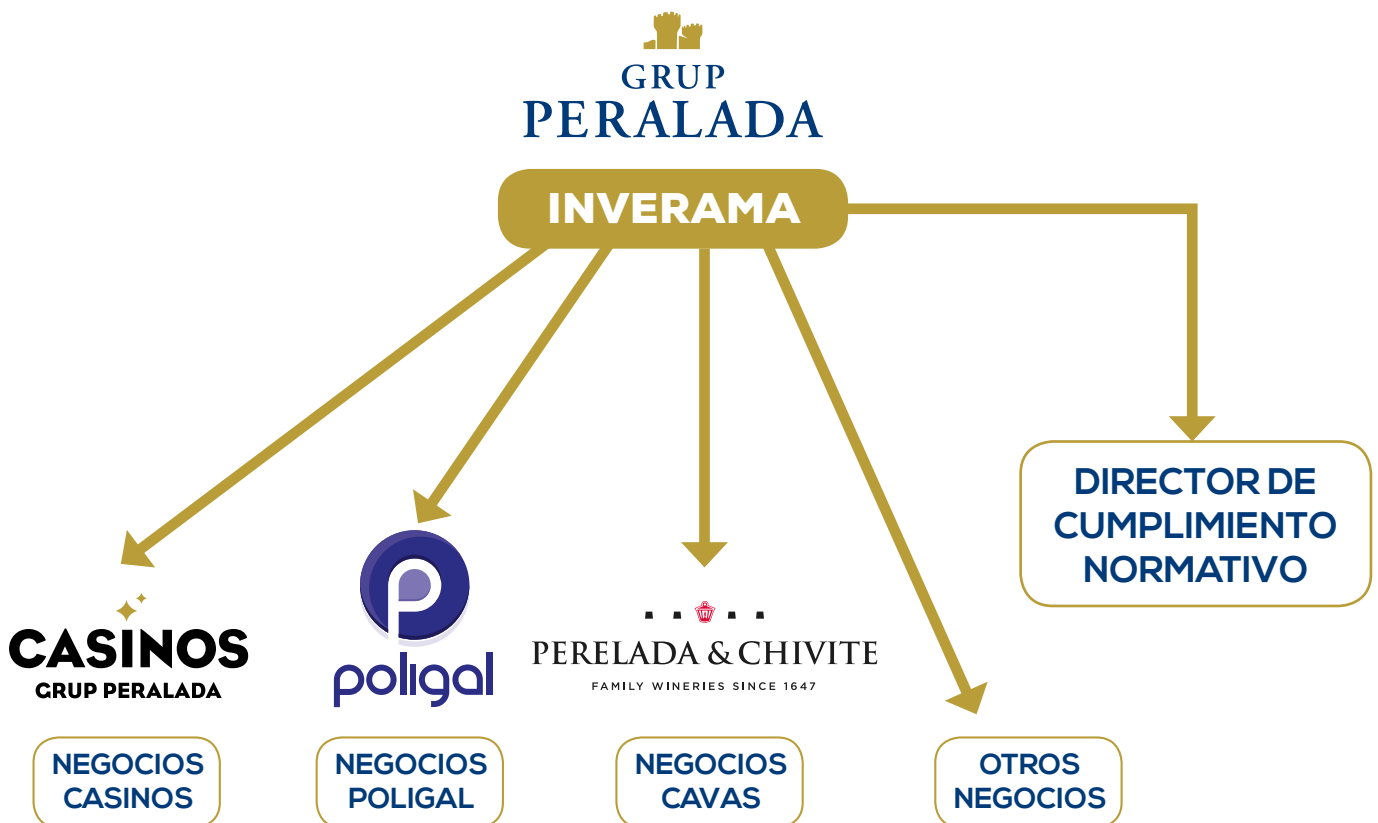 GRUP
PERALADA
INVERAMA
DIRECTOR DE
CUMPLIMIENTO
NORMATIVO
CASINOS
GRUP PERALADA
poligal
PERELADA & CHIVITE
FAMILY WINERIES SINCE 1647
NEGOCIOS
CASINOS
NEGOCIOS
POLIGAL
NEGOCIOS
CAVAS
OTROS
NEGOCIOS